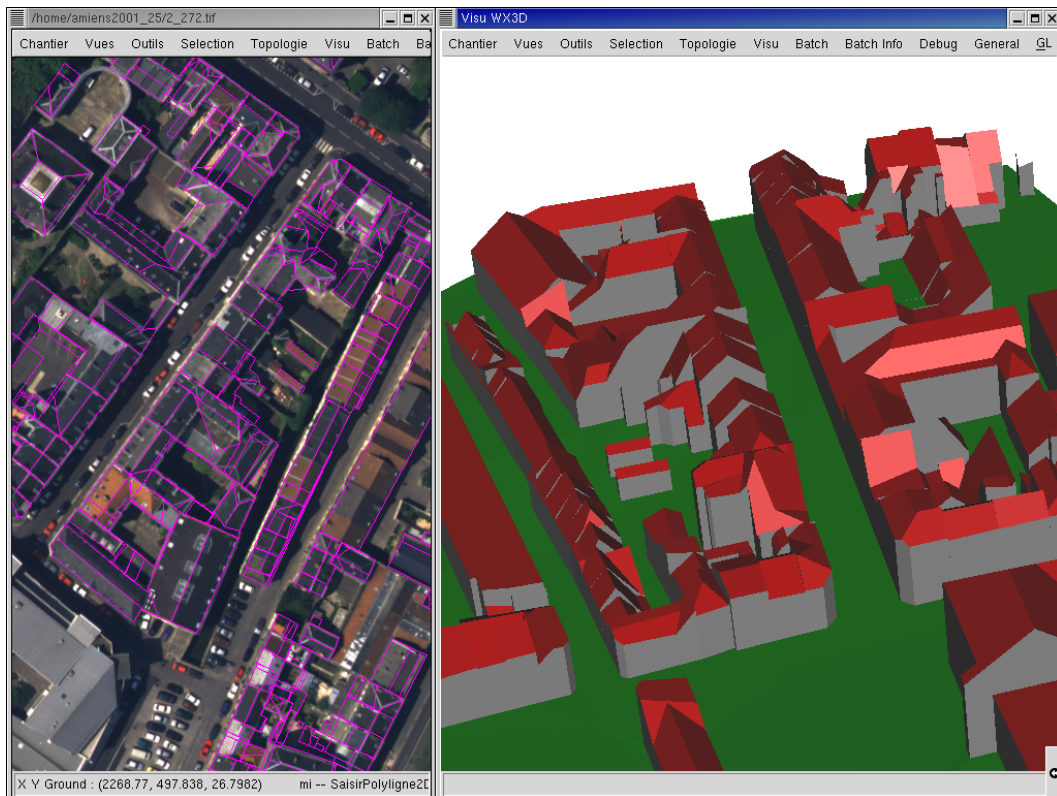 /home/amiens2001_25/2_272.tif
Chantier Vues Outils Selection Topologie Visu Batch Ba
X Y Ground : (2268.77, 497.838, 26.7982) mi -- SaisirPolyligne2D
Visu WX3D
Chantier Vues Outils Selection Topologie Visu Batch Batch Info Debug General GL